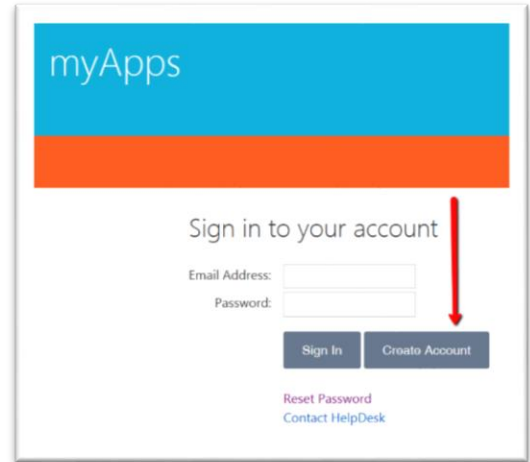 myApps
Sign in to your account
Email Address:
Password:
Sign In Create Account
Reset Password
Contact HelpDesk